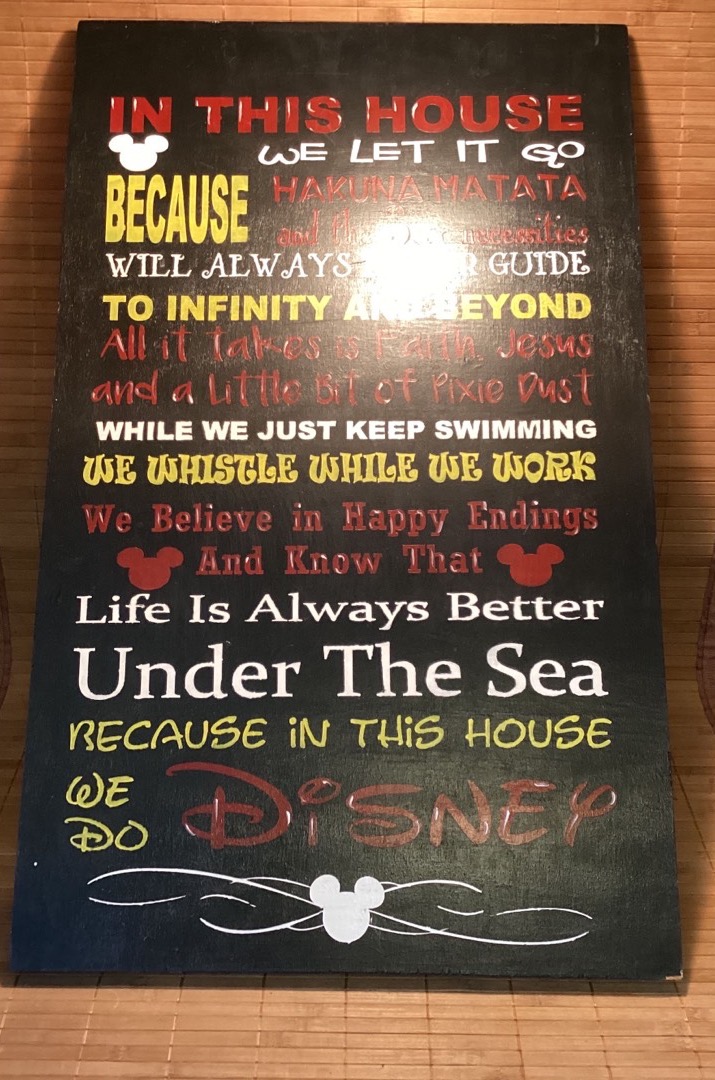 IN THIS HOUSE
WE LET IT GO
BECAUSE HAKUNA MATATA
and the necessities
WILL ALWAYS GUIDE
TO INFINITY AND BEYOND
All it takes is Faith, Jesus
and a Little Bit of Pixie Dust
WHILE WE JUST KEEP SWIMMING
WE WHISTLE WHILE WE WORK
We Believe in Happy Endings
And Know That
Life Is Always Better
Under The Sea
BECAUSE iN THiS HOUSE
WE DO DiSNEY